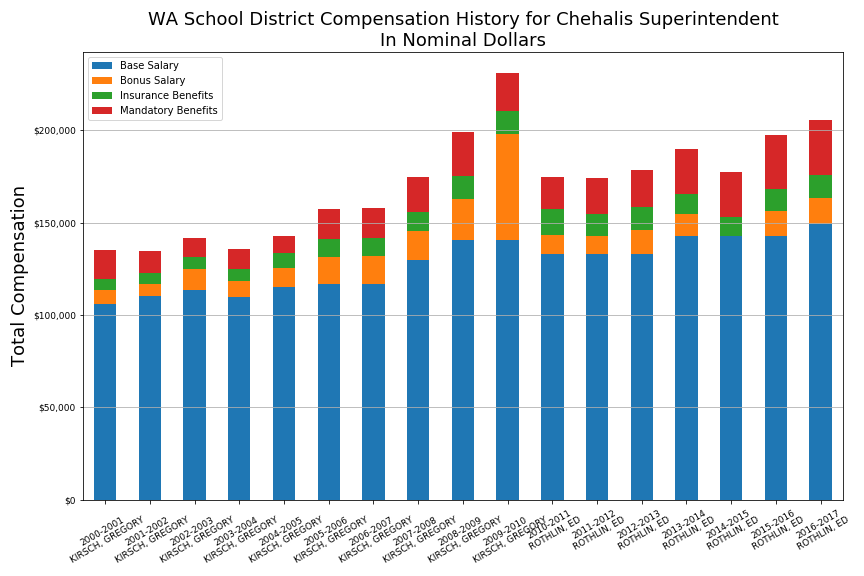 WA School District Compensation History for Chehalis Superintendent
In Nominal Dollars
Base Salary
Bonus Salary
Insurance Benefits
Mandatory Benefits
Total Compensation
$200,000
$150,000
$100,000
$50,000
$0
2000-2001
KIRSCH, GREGORY
2001-2002
KIRSCH, GREGORY
2002-2003
KIRSCH, GREGORY
2003-2004
KIRSCH, GREGORY
2004-2005
KIRSCH, GREGORY
2005-2006
KIRSCH, GREGORY
2006-2007
KIRSCH, GREGORY
2007-2008
KIRSCH, GREGORY
2008-2009
KIRSCH, GREGORY
2009-2010
KIRSCH, GREGORY
2010-2011
ROTHLIN, ED
2011-2012
ROTHLIN, ED
2012-2013
ROTHLIN, ED
2013-2014
ROTHLIN, ED
2014-2015
ROTHLIN, ED
2015-2016
ROTHLIN, ED
2016-2017
ROTHLIN, ED